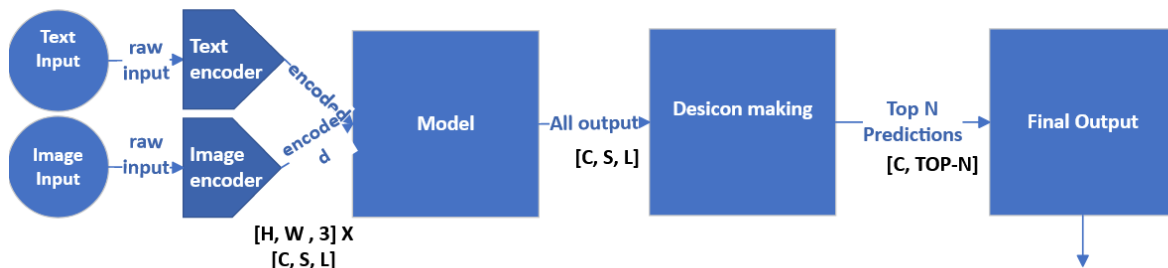 Text
Input
raw
input
Text
encoder
encoded
Image
Input
raw
input
Image
encoder
encoded
d
[H, W , 3] X
[C, S, L]
Model
All output
[C, S, L]
Desicon making
Top N
Predictions
[C, TOP-N]
Final Output